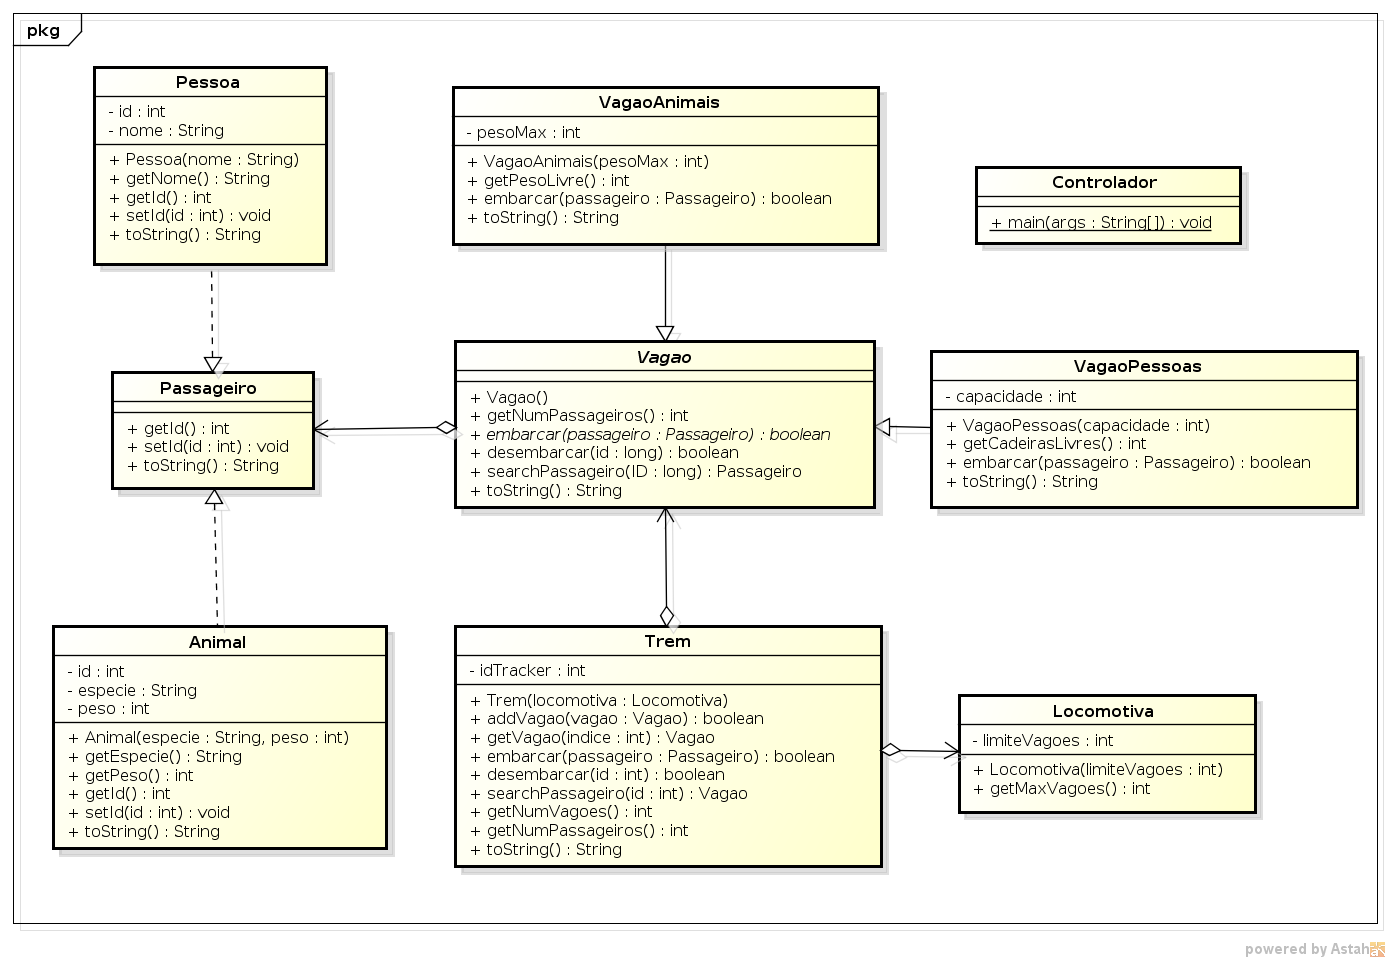 pkg
Pessoa
- id : int
- nome : String
+ Pessoa(nome : String)
+ getNome() : String
+ getId() : int
+ setId(id : int) : void
+ toString() : String
VagaoAnimais
- pesoMax : int
+ VagaoAnimais(pesoMax : int)
+ getPesoLivre() : int
+ embarcar(passageiro : Passageiro) : boolean
+ toString() : String
Controlador
+ main(args : String[]) : void
Passageiro
+ getId() : int
+ setId(id : int) : void
+ toString() : String
Vagao
+ Vagao()
+ getNumPassageiros() : int
+ embarcar(passageiro : Passageiro) : boolean
+ desembarcar(id : long) : boolean
+ searchPassageiro(ID : long) : Passageiro
+ toString() : String
VagaoPessoas
- capacidade : int
+ VagaoPessoas(capacidade : int)
+ getCadeirasLivres() : int
+ embarcar(passageiro : Passageiro) : boolean
+ toString() : String
Animal
- id : int
- especie : String
- peso : int
+ Animal(especie : String, peso : int)
+ getEspecie() : String
+ getPeso() : int
+ getId() : int
+ setId(id : int) : void
+ toString() : String
Trem
- idTracker : int
+ Trem(locomotiva : Locomotiva)
+ addVagao(vagao : Vagao) : boolean
+ getVagao(indice : int) : Vagao
+ embarcar(passageiro : Passageiro) : boolean
+ desembarcar(id : int) : boolean
+ searchPassageiro(id : int) : Vagao
+ getNumVagoes() : int
+ getNumPassageiros() : int
+ toString() : String
Locomotiva
- limiteVagoes : int
+ Locomotiva(limiteVagoes : int)
+ getMaxVagoes() : int
powered by Astah